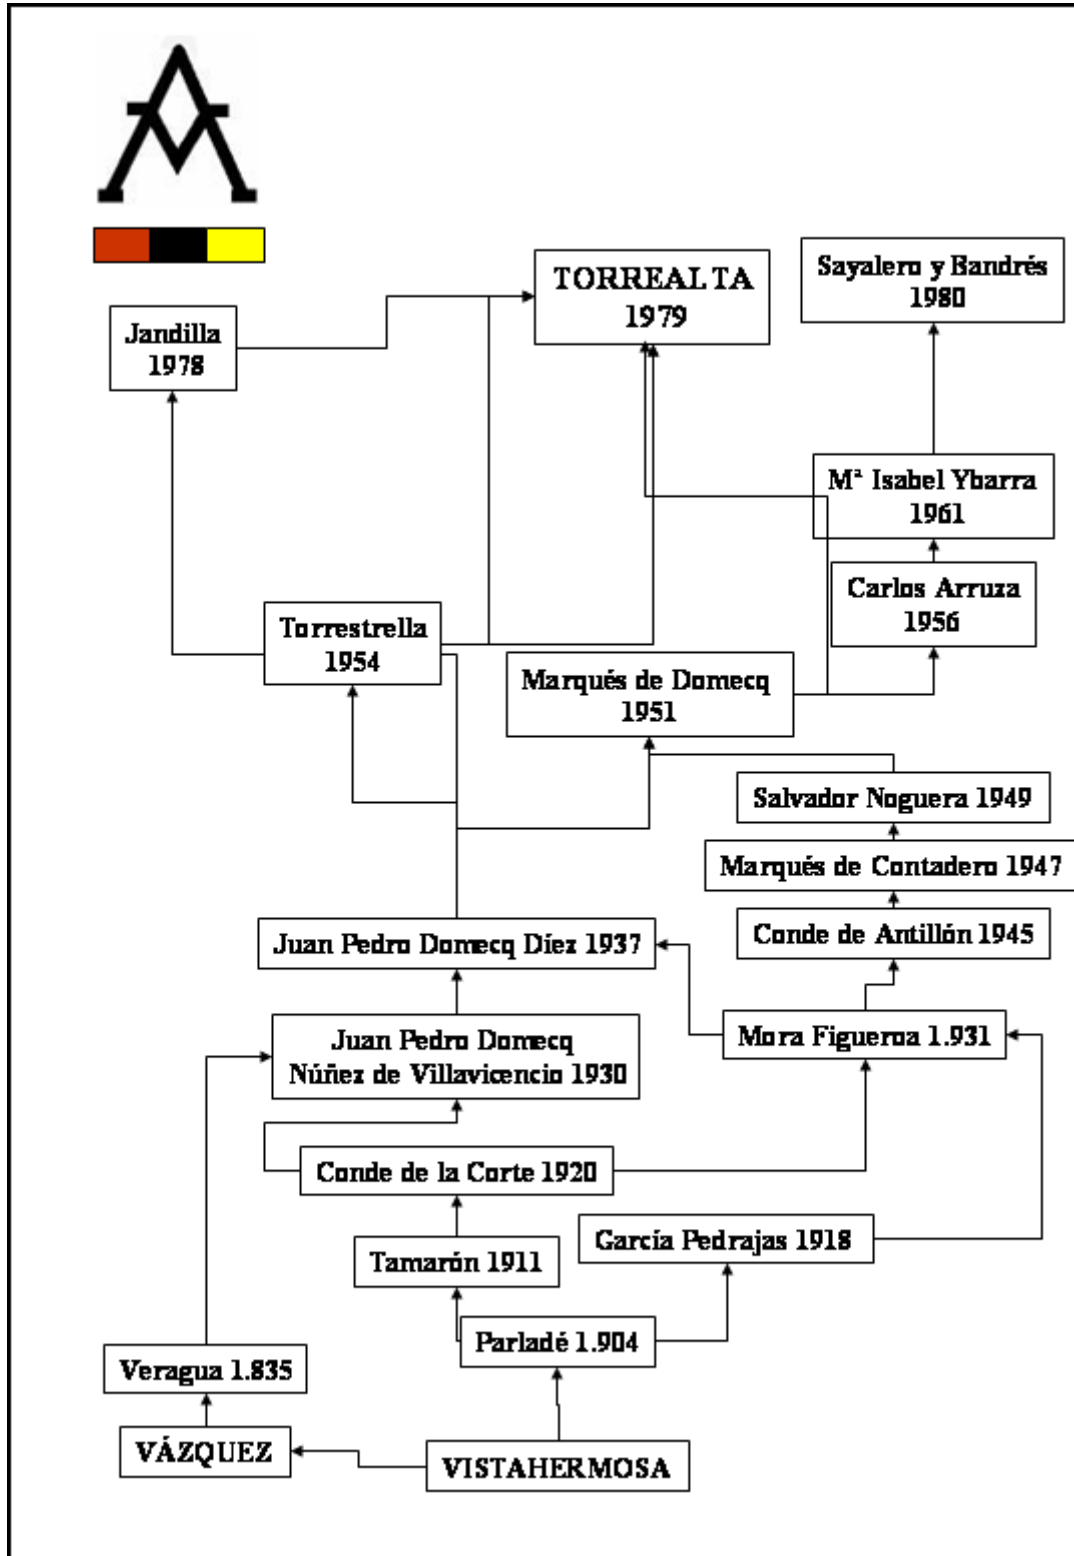 TORREALTA
1979
Sayalero y Bandrés
1980
Jandilla
1978
Mª Isabel Ybarra
1961
Carlos Arruza
1956
Torrestrella
1954
Marqués de Domecq
1951
Salvador Noguera 1949
Marqués de Contadero 1947
Juan Pedro Domecq Díez 1937
Conde de Antillón 1945
Juan Pedro Domecq
Núñez de Villavicencio 1930
Mora Figueroa 1.931
Conde de la Corte 1920
García Pedrajas 1918
Tamarón 1911
Parladé 1.904
Veragua 1.835
VÁZQUEZ
VISTAHERMOSA